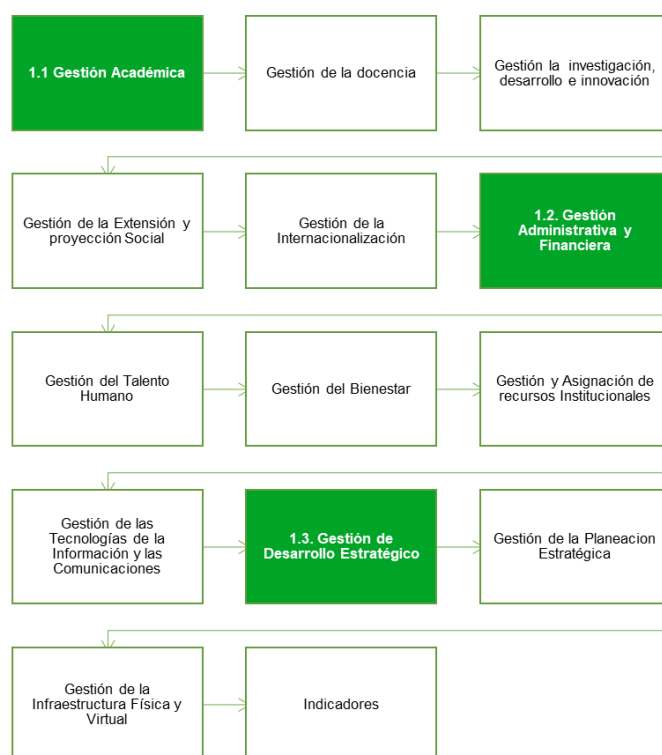 1.1 Gestión Académica
Gestión de la docencia
Gestión la investigación,
desarrollo e innovación
Gestión de la Extensión y
proyección Social
Gestión de la
Internacionalización
1.2. Gestión
Administrativa y
Financiera
Gestión del Talento
Humano
Gestión del Bienestar
Gestión y Asignación de
recursos Institucionales
Gestión de las
Tecnologías de la
Información y las
Comunicaciones
1.3. Gestión de
Desarrollo Estratégico
Gestión de la Planeacion
Estratégica
Gestión de la
Infraestructura Física y
Virtual
Indicadores